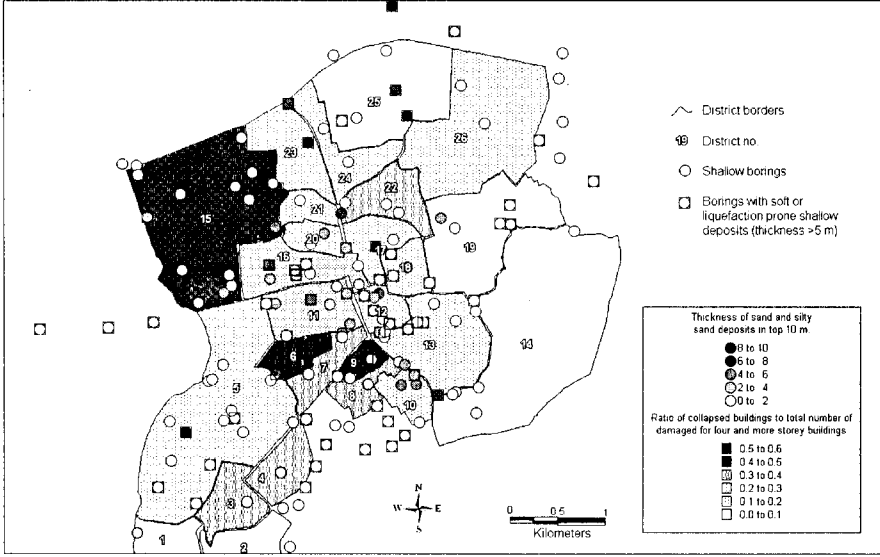 25
26
23
24
22
15
21
20
19
16
17
18
11
12
14
13
6
7
9
5
8
10
4
3
1
2
District borders
19 District no.
Shallow borings
Borings with soft or
liquefaction prone shallow
deposits (thickness >5 m)
Thickness of sand and silty
sand deposits in top 10 m.
8 to 10
6 to 8
4 to 6
2 to 4
0 to 2
Ratio of collapsed buildings to total number of
damaged for four and more storey buildings
0.5 to 0.6
0.4 to 0.5
0.3 to 0.4
0.2 to 0.3
0.1 to 0.2
0.0 to 0.1
N
W E
S
0 0.5 1
Kilometers